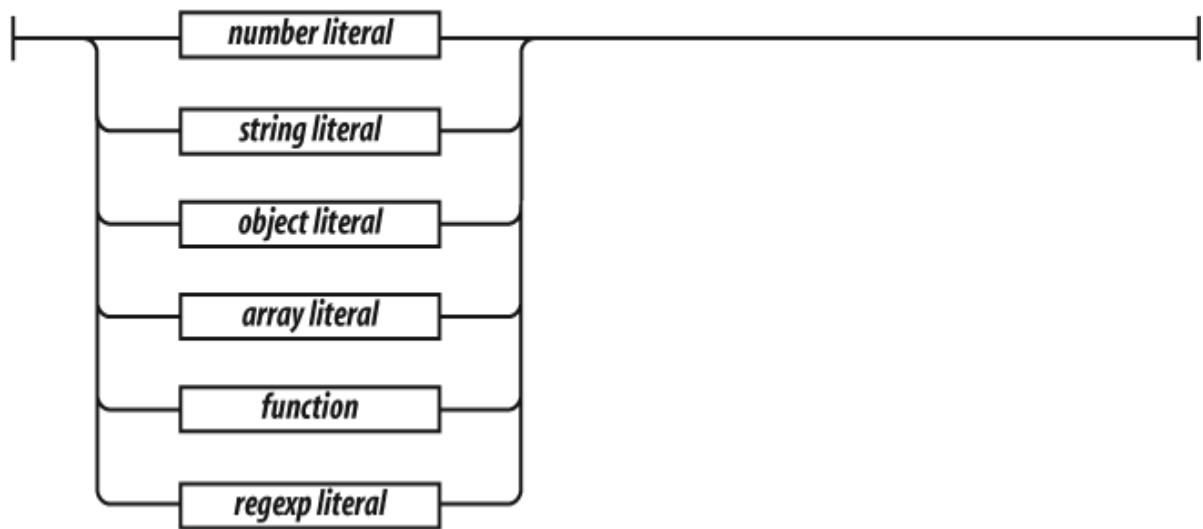 number literal
string literal
object literal
array literal
function
regexp literal